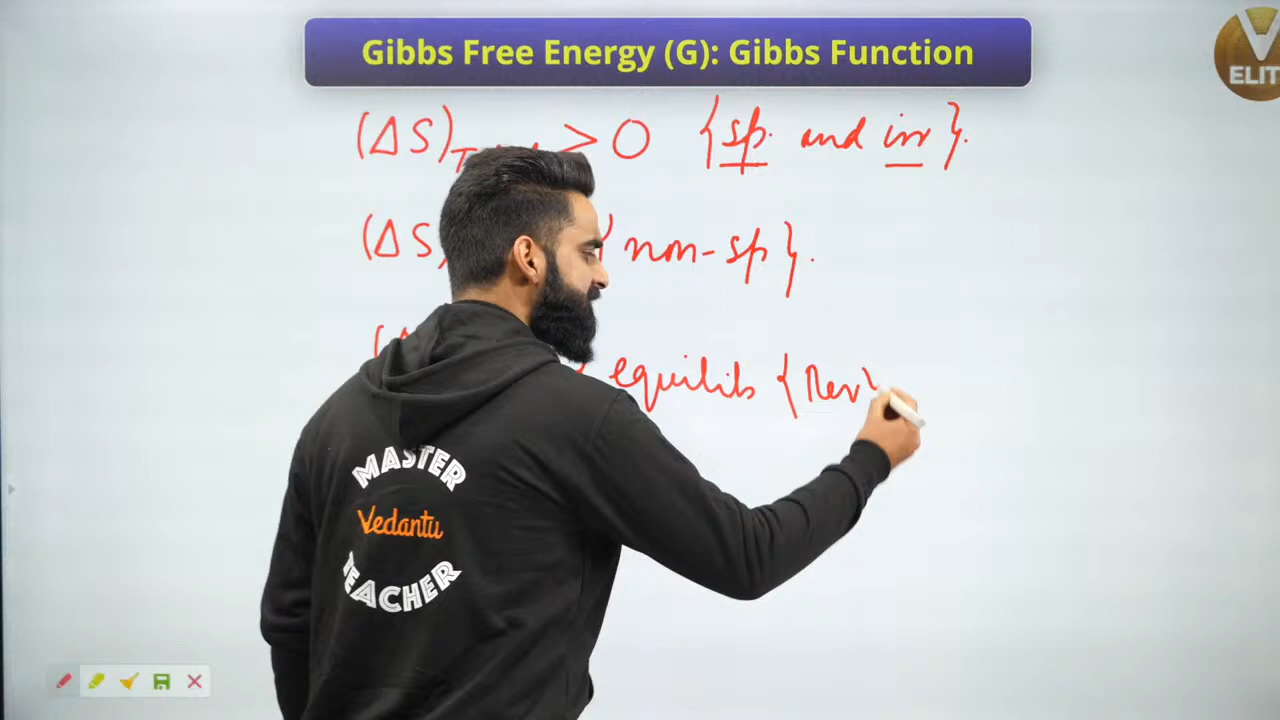 Gibbs Free Energy (G): Gibbs Function
ELIT
(ΔS) > 0 {sp. and irr}.
(ΔS) non-sp}.
equilib {Rev}
MASTER
Vedantu
TEACHER